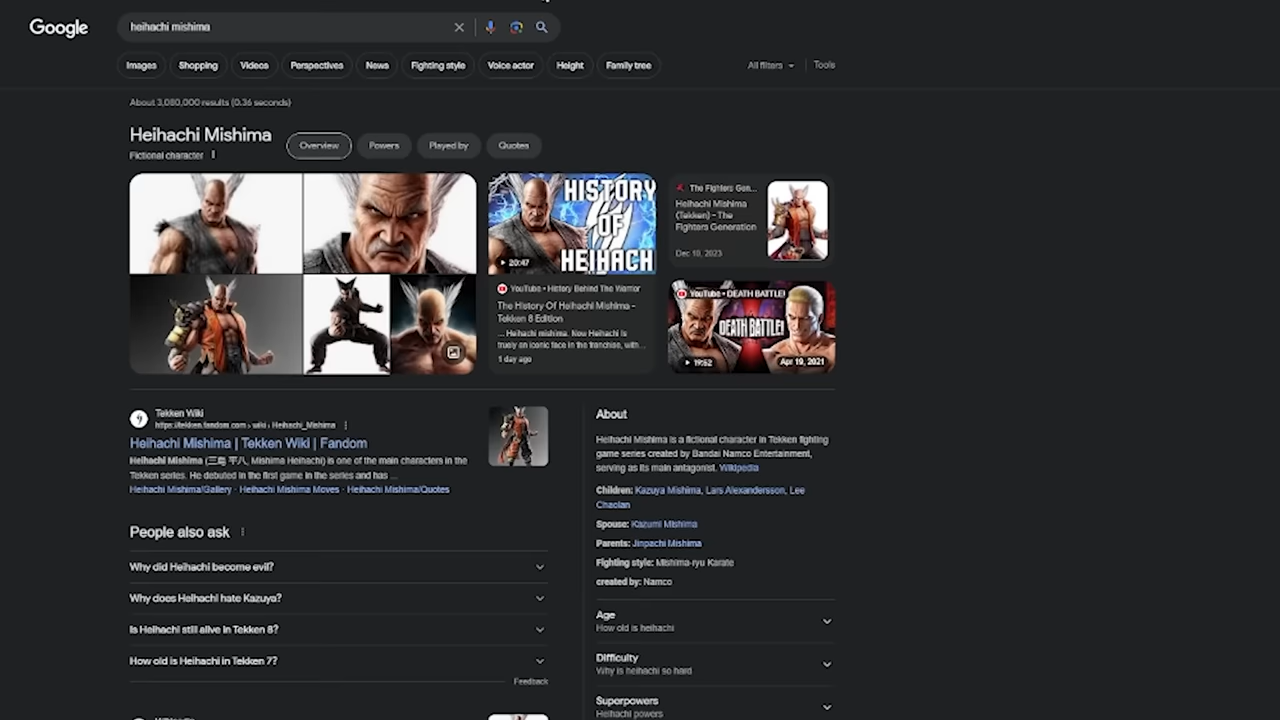 Google
heihachi mishima
Images
Shopping
Videos
Perspectives
News
Fighting style
Voice actor
Height
Family tree
All filters
Tools
About 3,080,000 results (0.36 seconds)
Heihachi Mishima
Fictional character
Overview
Powers
Played by
Quotes
HISTORY
OF
HEIHACH
20:47
YouTube • History Behind The Warrior
The History Of Heihachi Mishima -
Tekken 8 Edition
... Heihachi mishima. Now Heihachi is
truely an iconic face in the franchise, with...
1 day ago
The Fighters Gen...
Heihachi Mishima
(Tekken) - The
Fighters Generation
Dec 10, 2023
YouTube • DEATH BATTLE!
DEATH BATTLE!
19:52
Apr 19, 2021
Tekken Wiki
https://tekken.fandom.com › wiki › Heihachi_Mishima
Heihachi Mishima | Tekken Wiki | Fandom
Heihachi Mishima (三島 平八, Mishima Heihachi) is one of the main characters in the
Tekken series. He debuted in the first game in the series and has ...
Heihachi Mishima/Gallery · Heihachi Mishima Moves · Heihachi Mishima/Quotes
People also ask
Why did Heihachi become evil?
Why does Heihachi hate Kazuya?
Is Heihachi still alive in Tekken 8?
How old is Heihachi in Tekken 7?
Feedback
About
Heihachi Mishima is a fictional character in Tekken fighting
game series created by Bandai Namco Entertainment,
serving as its main antagonist. Wikipedia
Children: Kazuya Mishima, Lars Alexandersson, Lee
Chaolan
Spouse: Kazumi Mishima
Parents: Jinpachi Mishima
Fighting style: Mishima-ryu Karate
created by: Namco
Age
How old is heihachi
Difficulty
Why is heihachi so hard
Superpowers
Heihachi powers